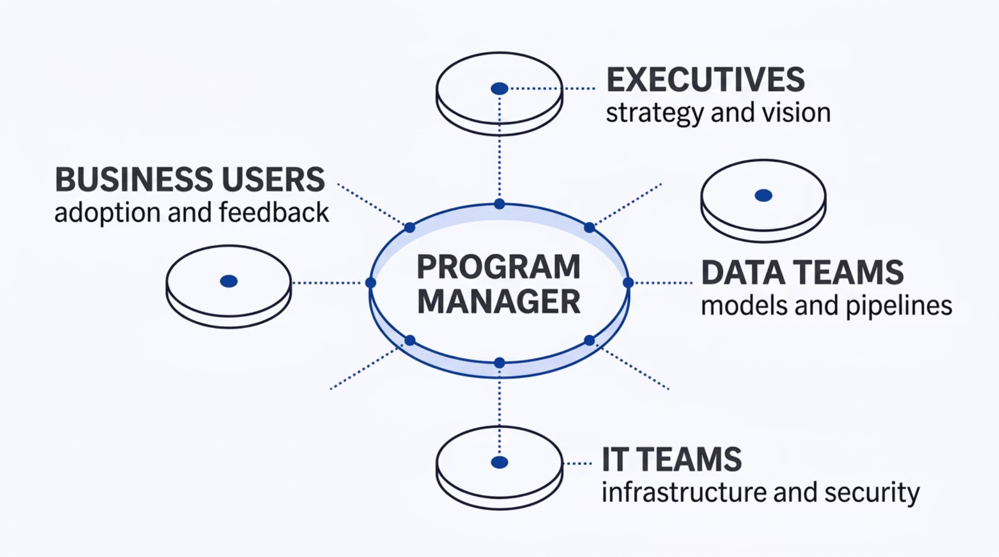 EXECUTIVES
strategy and vision
BUSINESS USERS
adoption and feedback
PROGRAM
MANAGER
DATA TEAMS
models and pipelines
IT TEAMS
infrastructure and security